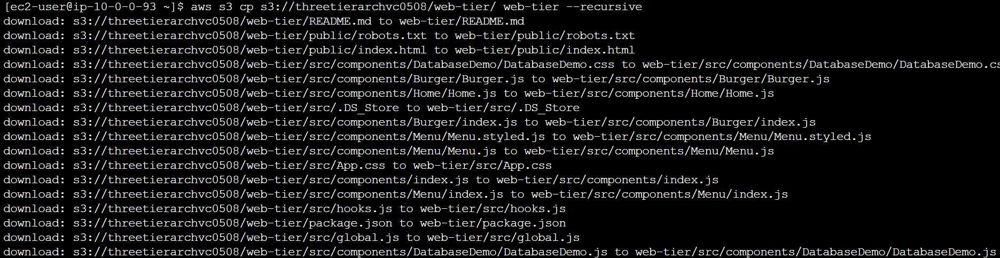 [ec2-user@ip-10-0-0-93 ~]$ aws s3 cp s3://threetierarchvc0508/web-tier/ web-tier --recursive
download: s3://threetierarchvc0508/web-tier/README.md to web-tier/README.md
download: s3://threetierarchvc0508/web-tier/public/robots.txt to web-tier/public/robots.txt
download: s3://threetierarchvc0508/web-tier/public/index.html to web-tier/public/index.html
download: s3://threetierarchvc0508/web-tier/src/components/DatabaseDemo/DatabaseDemo.css to web-tier/src/components/DatabaseDemo/DatabaseDemo.cs
download: s3://threetierarchvc0508/web-tier/src/components/Burger/Burger.js to web-tier/src/components/Burger/Burger.js
download: s3://threetierarchvc0508/web-tier/src/components/Home/Home.js to web-tier/src/components/Home/Home.js
download: s3://threetierarchvc0508/web-tier/src/.DS_Store to web-tier/src/.DS_Store
download: s3://threetierarchvc0508/web-tier/src/components/Burger/index.js to web-tier/src/components/Burger/index.js
download: s3://threetierarchvc0508/web-tier/src/components/Menu/Menu.styled.js to web-tier/src/components/Menu/Menu.styled.js
download: s3://threetierarchvc0508/web-tier/src/components/Menu/Menu.js to web-tier/src/components/Menu/Menu.js
download: s3://threetierarchvc0508/web-tier/src/App.css to web-tier/src/App.css
download: s3://threetierarchvc0508/web-tier/src/components/index.js to web-tier/src/components/index.js
download: s3://threetierarchvc0508/web-tier/src/components/Menu/index.js to web-tier/src/components/Menu/index.js
download: s3://threetierarchvc0508/web-tier/src/hooks.js to web-tier/src/hooks.js
download: s3://threetierarchvc0508/web-tier/package.json to web-tier/package.json
download: s3://threetierarchvc0508/web-tier/src/global.js to web-tier/src/global.js
download: s3://threetierarchvc0508/web-tier/src/components/DatabaseDemo/DatabaseDemo.js to web-tier/src/components/DatabaseDemo/DatabaseDemo.js